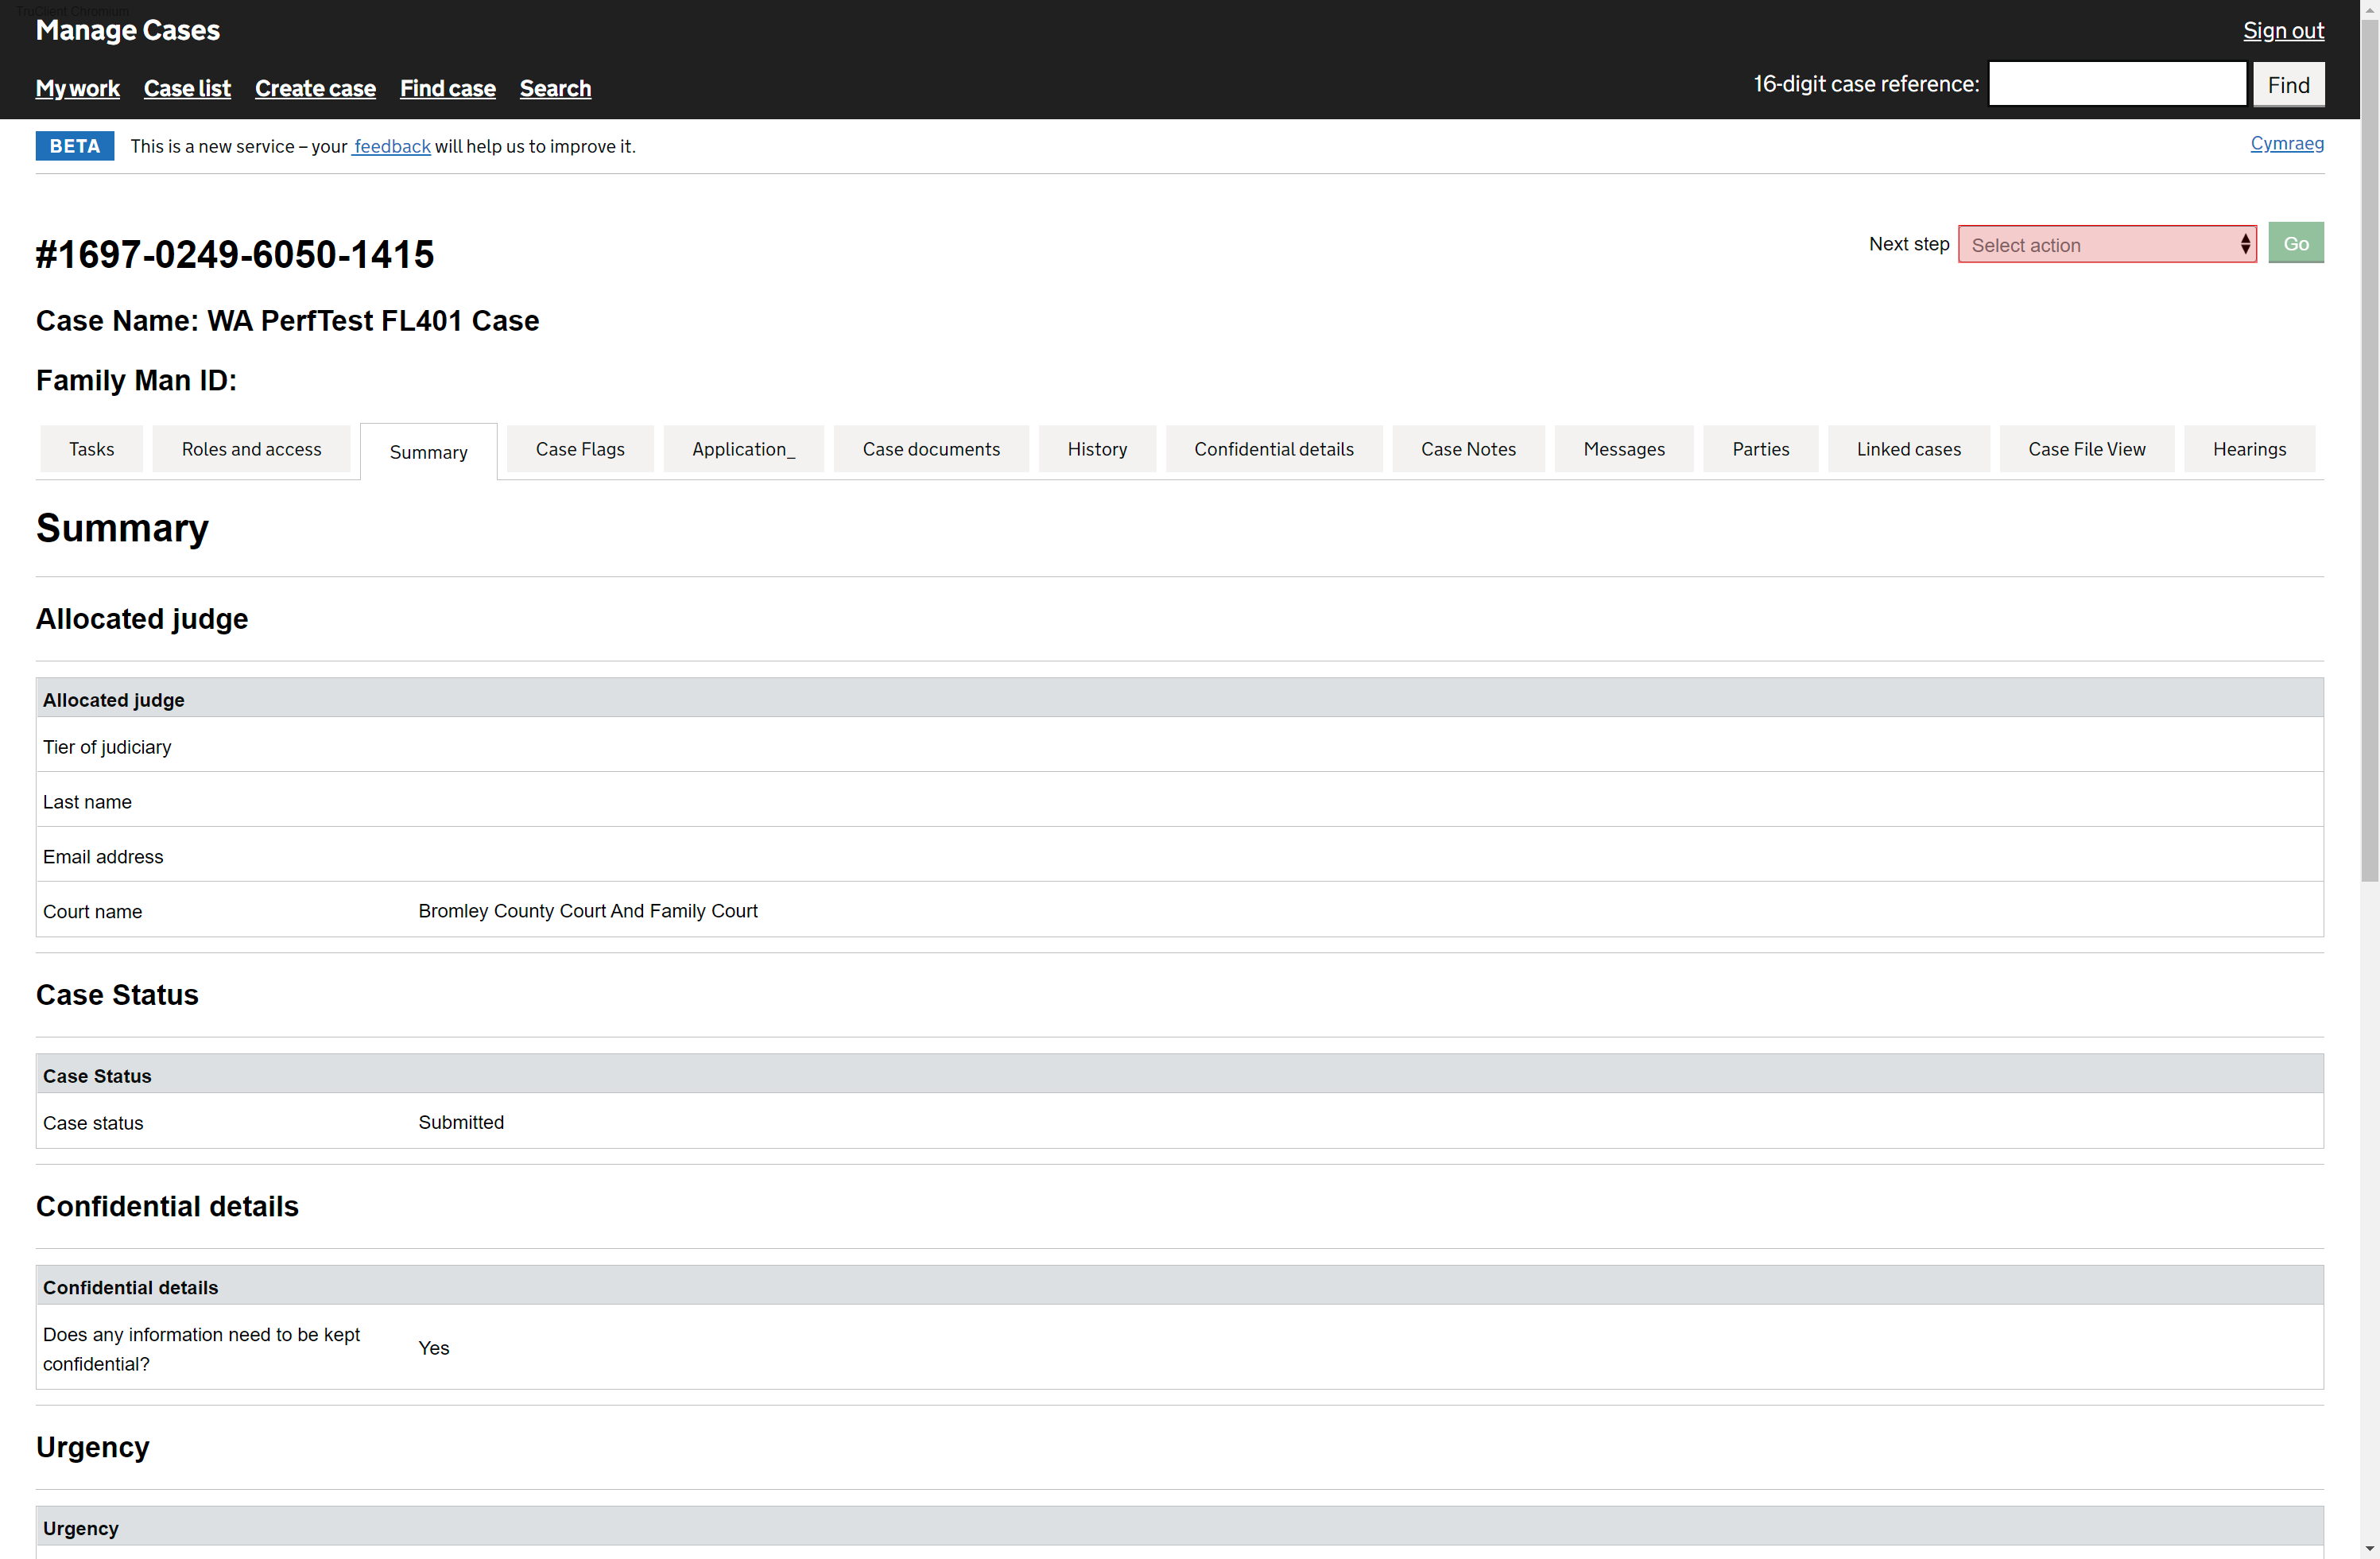 TruClient Chromium
Manage Cases
Sign out
My work Case list Create case Find case Search
16-digit case reference: Find
BETA This is a new service – your feedback will help us to improve it.
Cymraeg
#1697-0249-6050-1415
Next step Select action Go
Case Name: WA PerfTest FL401 Case
Family Man ID:
Tasks Roles and access Summary Case Flags Application_ Case documents History Confidential details Case Notes Messages Parties Linked cases Case File View Hearings
Summary
Allocated judge
Allocated judge
Tier of judiciary
Last name
Email address
Court name Bromley County Court And Family Court
Case Status
Case Status
Case status Submitted
Confidential details
Confidential details
Does any information need to be kept
confidential?
Yes
Urgency
Urgency